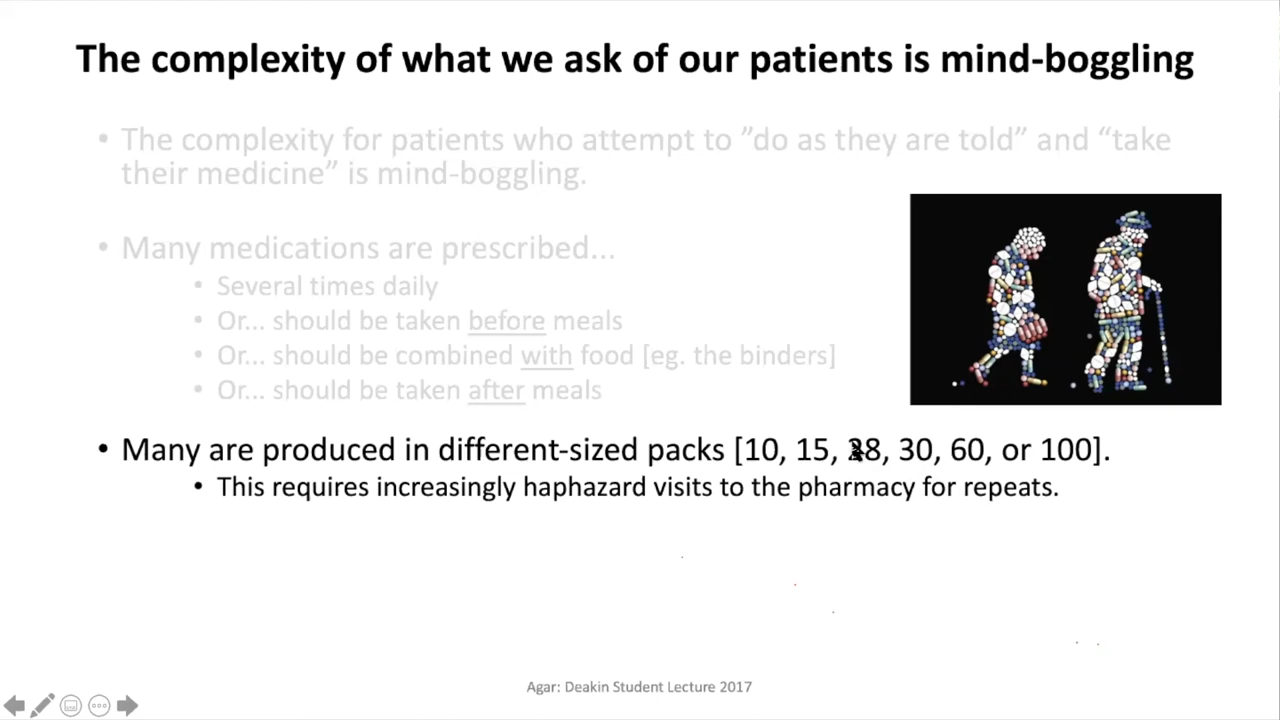 The complexity of what we ask of our patients is mind-boggling
• The complexity for patients who attempt to ”do as they are told” and “take
their medicine” is mind-boggling.
• Many medications are prescribed...
• Several times daily
• Or... should be taken before meals
• Or... should be combined with food [eg. the binders]
• Or... should be taken after meals
• Many are produced in different-sized packs [10, 15, 28, 30, 60, or 100].
• This requires increasingly haphazard visits to the pharmacy for repeats.
Agar: Deakin Student Lecture 2017